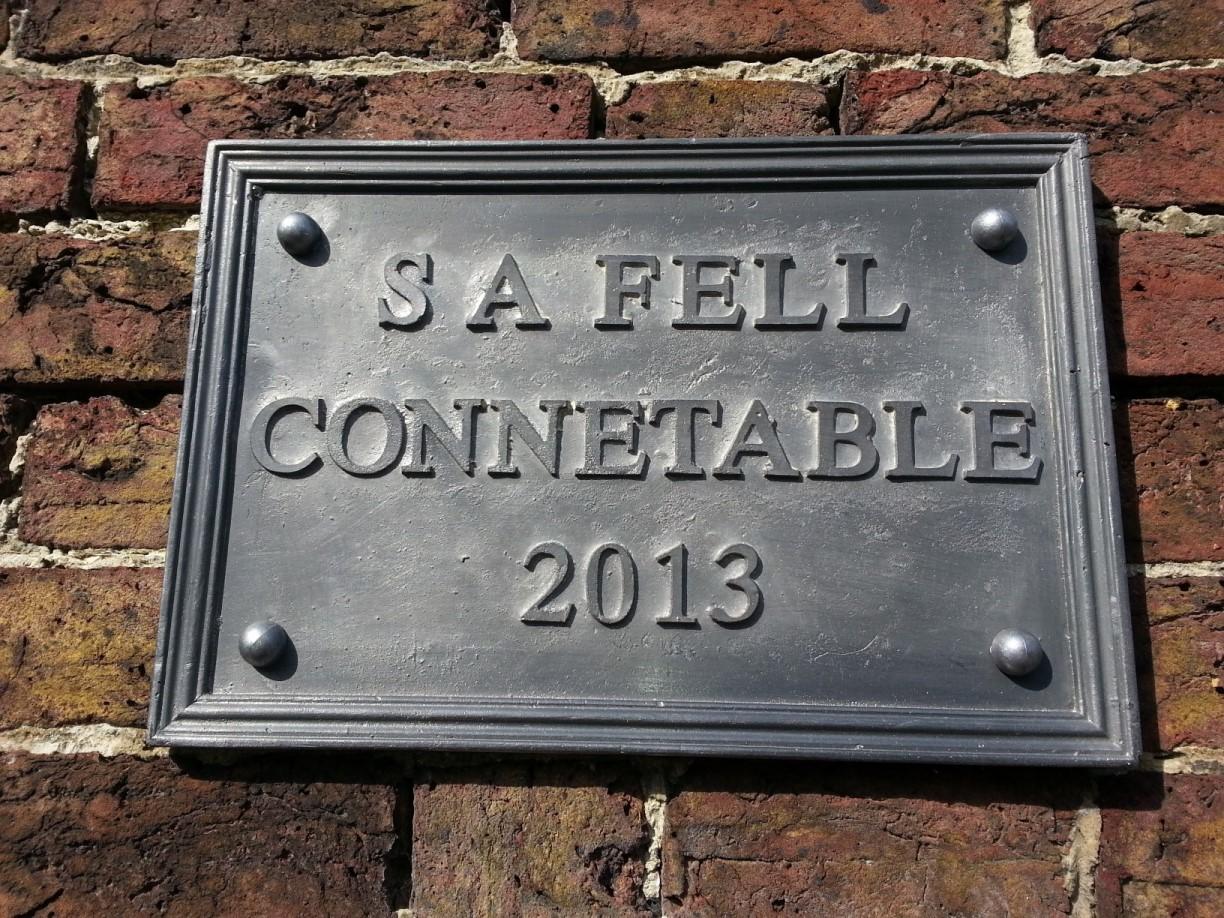 S A FELL
CONNETABLE
2013